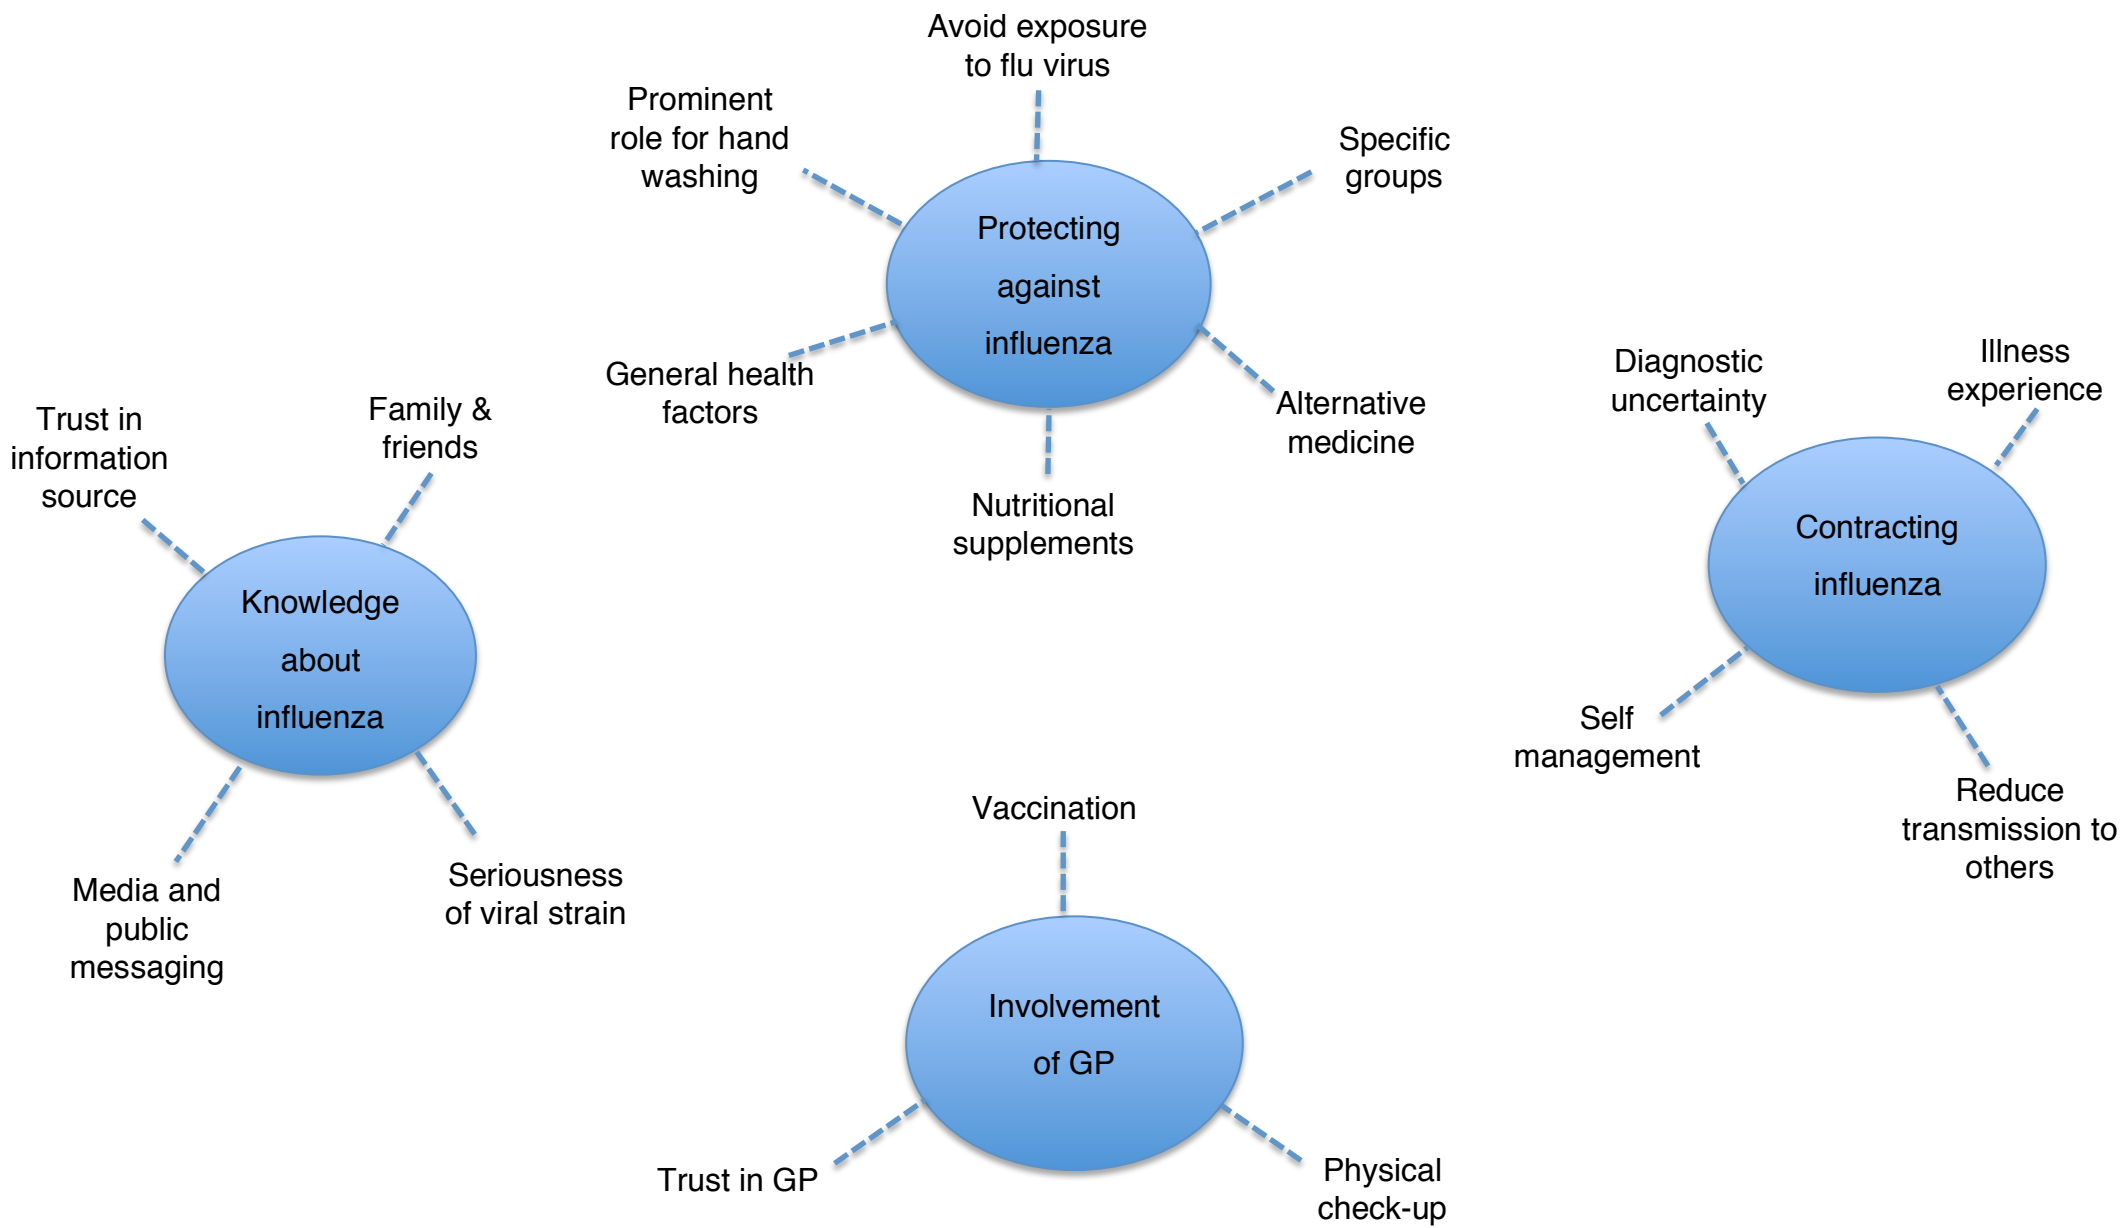 Avoid exposure
to flu virus
Prominent
role for hand
washing
Specific
groups
Protecting
against
influenza
General health
factors
Alternative
medicine
Nutritional
supplements
Trust in
information
source
Family &
friends
Knowledge
about
influenza
Media and
public
messaging
Seriousness
of viral strain
Diagnostic
uncertainty
Illness
experience
Contracting
influenza
Self
management
Reduce
transmission to
others
Vaccination
Involvement
of GP
Trust in GP
Physical
check-up